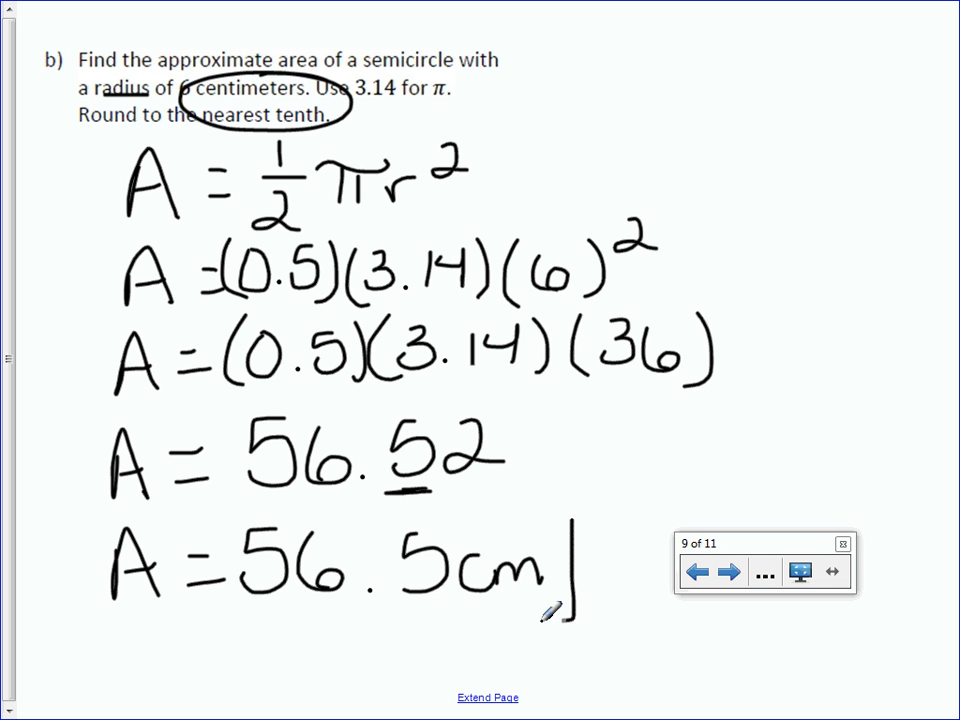 b) Find the approximate area of a semicircle with
a radius of 6 centimeters. Use 3.14 for π.
Round to the nearest tenth.
A = 1/2 πr²
A = (0.5)(3.14)(6)²
A = (0.5)(3.14)(36)
A = 56.52
A = 56.5cm
9 of 11
...
Extend Page